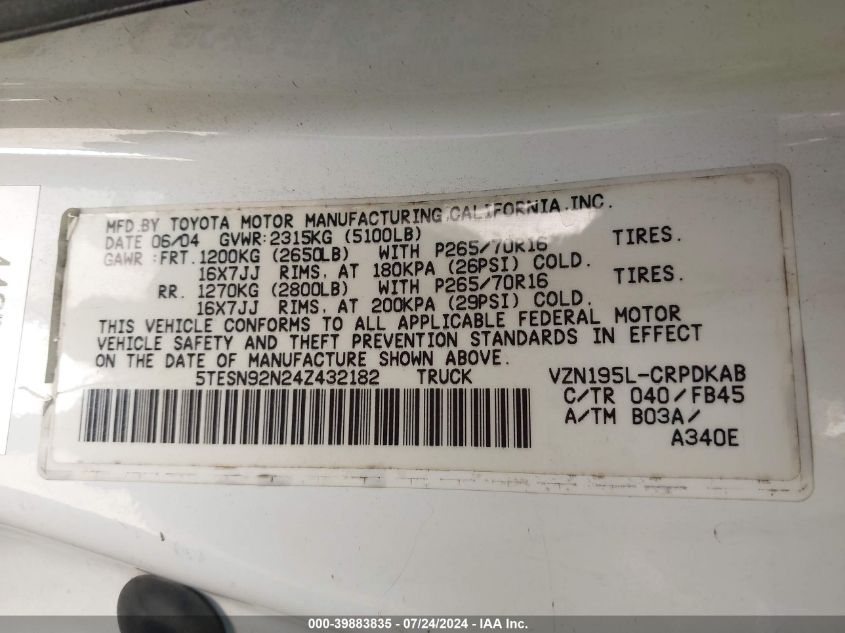 MFD.BY TOYOTA MOTOR MANUFACTURING,CALIFORNIA,INC.
DATE 06/04 GVWR:2315KG (5100LB)
GAWR :FRT.1200KG (2650LB) WITH P265/70R16 TIRES.
16X7JJ RIMS, AT 180KPA (26PSI) COLD.
RR. 1270KG (2800LB) WITH P265/70R16 TIRES.
16X7JJ RIMS, AT 200KPA (29PSI) COLD.
THIS VEHICLE CONFORMS TO ALL APPLICABLE FEDERAL MOTOR
VEHICLE SAFETY AND THEFT PREVENTION STANDARDS IN EFFECT
ON THE DATE OF MANUFACTURE SHOWN ABOVE.
5TESN92N24Z432182 TRUCK VZN195L-CRPDKAB
C/TR 040/FB45
A/TM B03A/
A340E
000-39883835 - 07/24/2024 - IAA Inc.